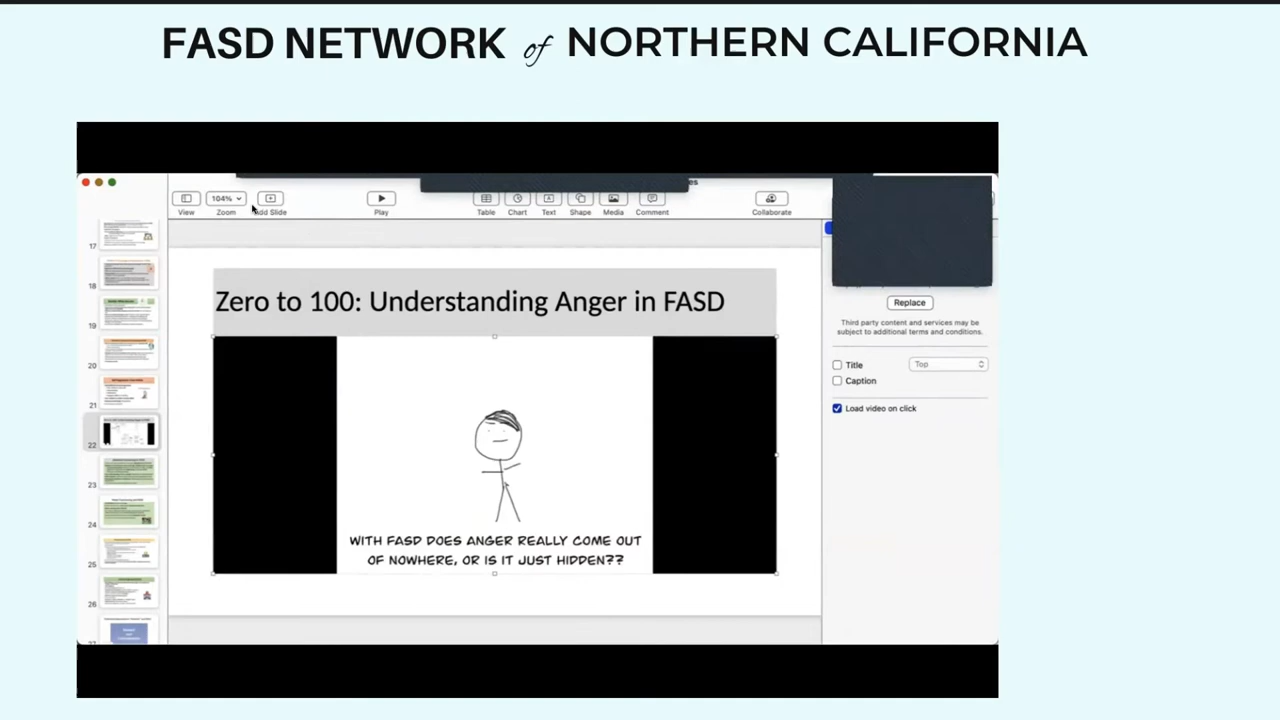 FASD NETWORK of NORTHERN CALIFORNIA
104%
View
Zoom
Add Slide
Play
Table
Chart
Text
Shape
Media
Comment
Collaborate
17
18
19
20
21
22
23
24
25
26
Zero to 100: Understanding Anger in FASD
WITH FASD DOES ANGER REALLY COME OUT
OF NOWHERE, OR IS IT JUST HIDDEN??
Replace
Third party content and services may be
subject to additional terms and conditions.
Title
Top
Caption
Load video on click